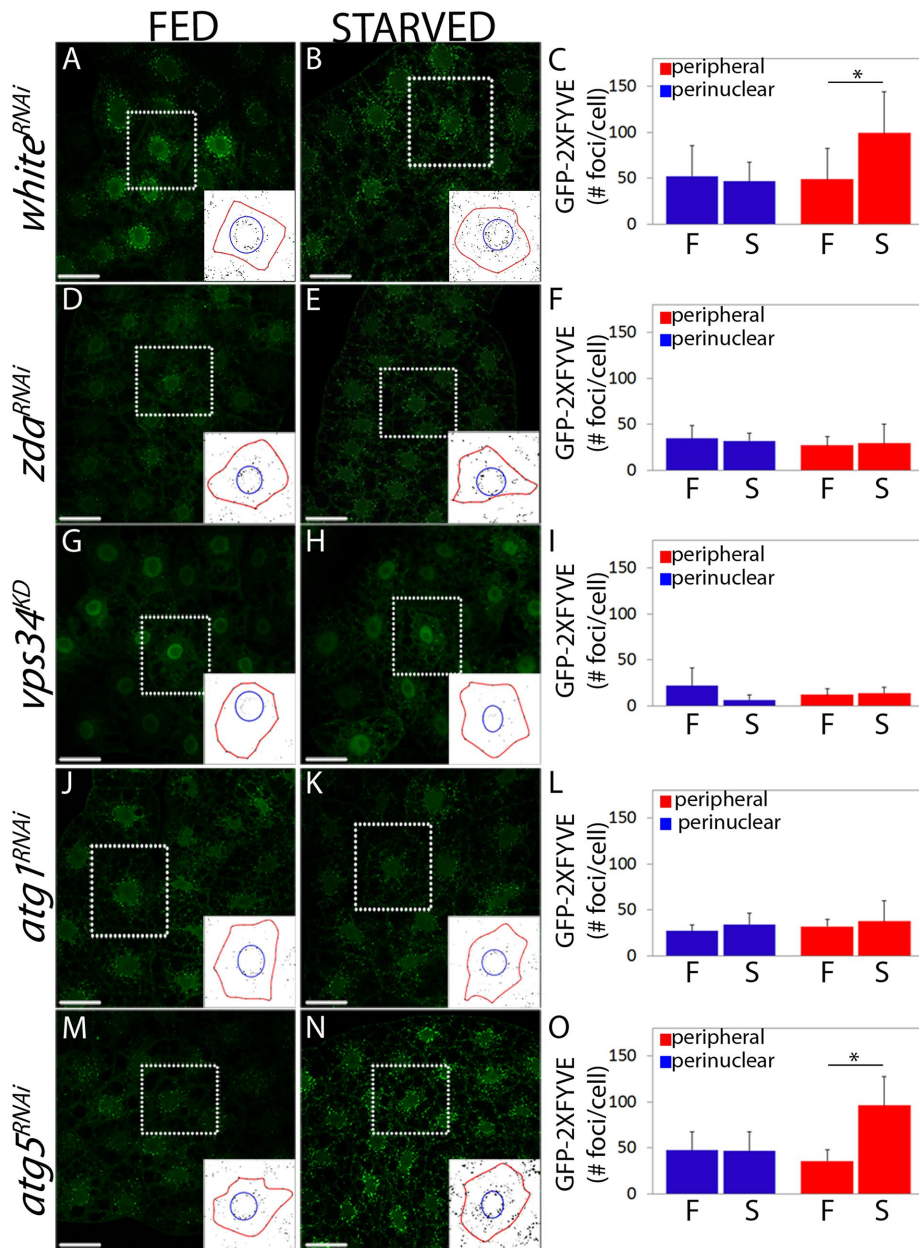 FED STARVED
white^RNAi
A
B
C
peripheral
perinuclear
*
GFP-2XFYVE
(# foci/cell)
150
100
50
0
F S F S
zda^RNAi
D
E
F
peripheral
perinuclear
GFP-2XFYVE
(# foci/cell)
150
100
50
0
F S F S
vps34^KD
G
H
I
peripheral
perinuclear
GFP-2XFYVE
(# foci/cell)
150
100
50
0
F S F S
atg1^RNAi
J
K
L
peripheral
perinuclear
GFP-2XFYVE
(# foci/cell)
150
100
50
0
F S F S
atg5^RNAi
M
N
O
peripheral
perinuclear
*
GFP-2XFYVE
(# foci/cell)
150
100
50
0
F S F S